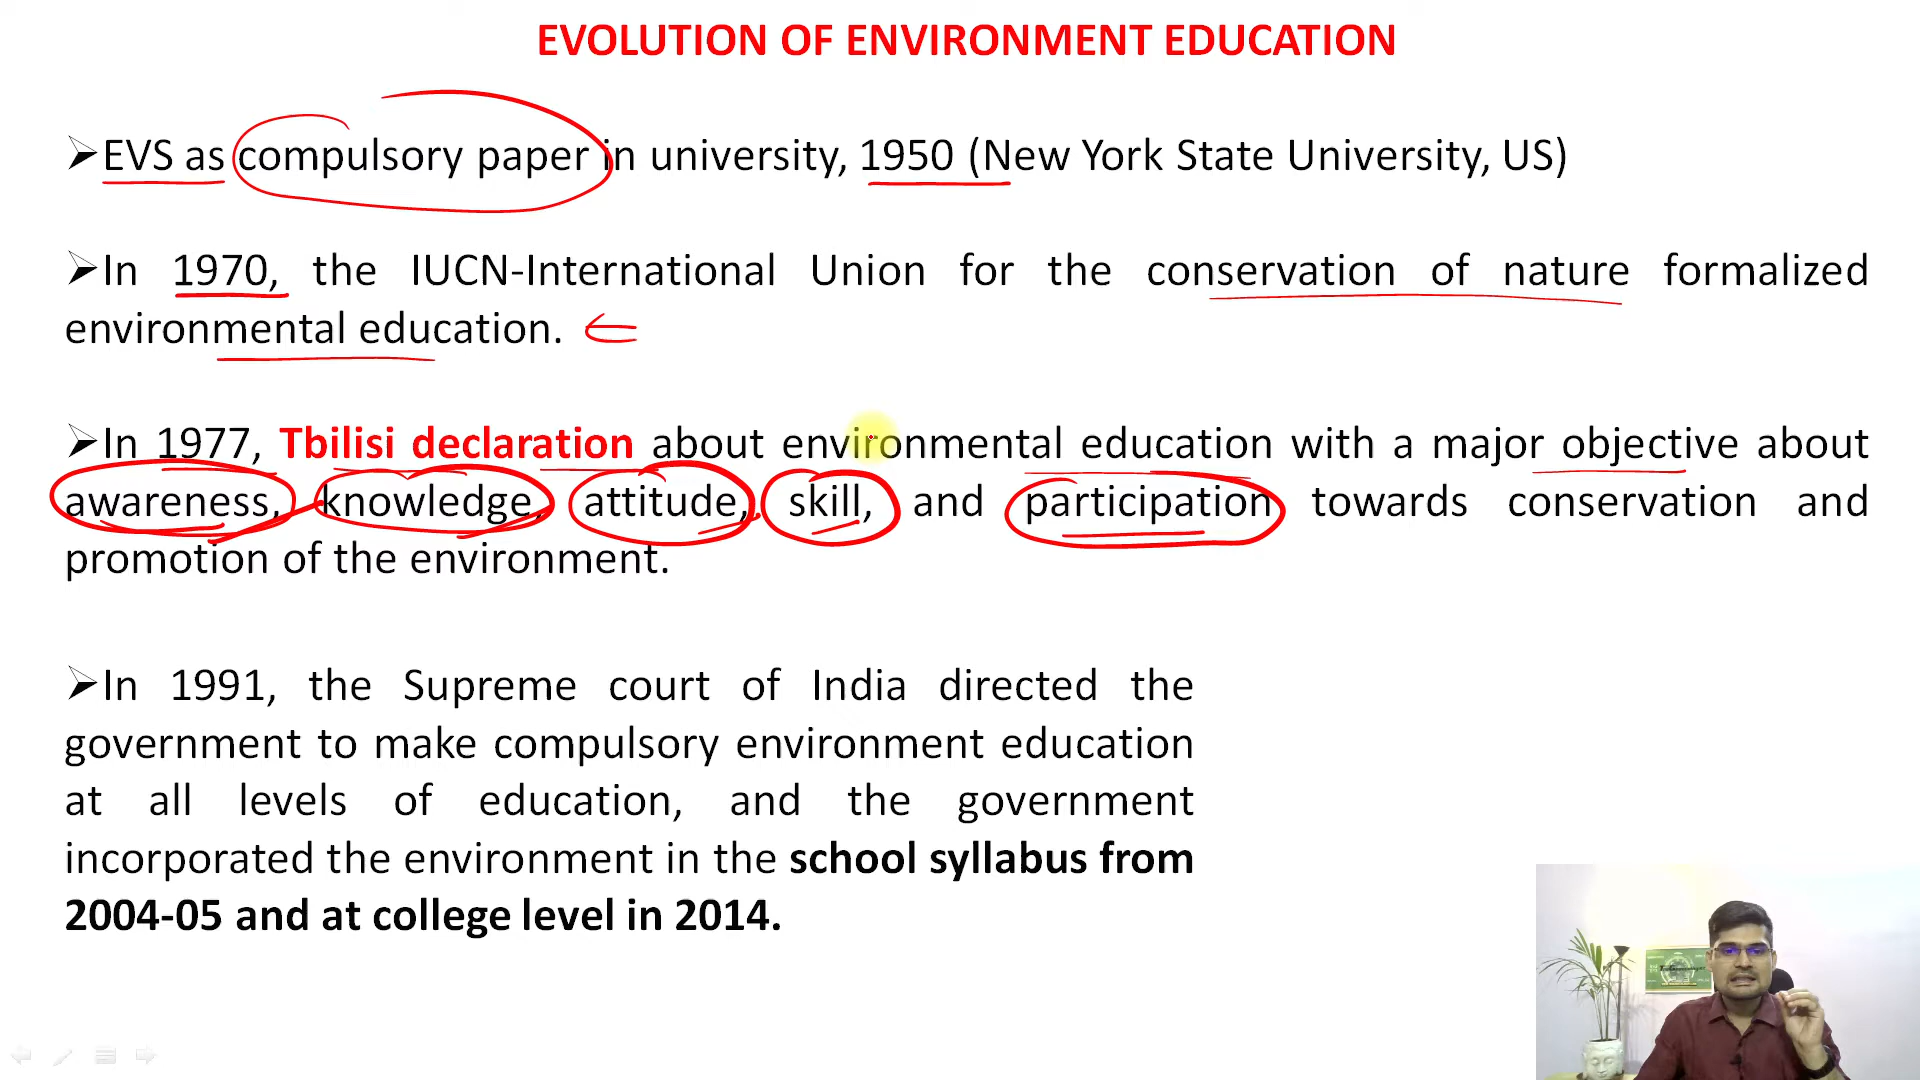 EVOLUTION OF ENVIRONMENT EDUCATION
➢EVS as compulsory paper in university, 1950 (New York State University, US)
➢In 1970, the IUCN-International Union for the conservation of nature formalized
environmental education.
➢In 1977, Tbilisi declaration about environmental education with a major objective about
awareness, knowledge, attitude, skill, and participation towards conservation and
promotion of the environment.
➢In 1991, the Supreme court of India directed the
government to make compulsory environment education
at all levels of education, and the government
incorporated the environment in the school syllabus from
2004-05 and at college level in 2014.